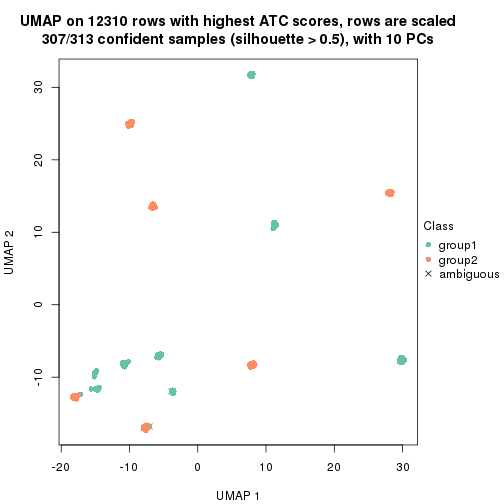 UMAP on 12310 rows with highest ATC scores, rows are scaled
307/313 confident samples (silhouette > 0.5), with 10 PCs
30
20
10
0
-10
UMAP 2
-20
-10
0
10
20
30
UMAP 1
Class
group1
group2
ambiguous